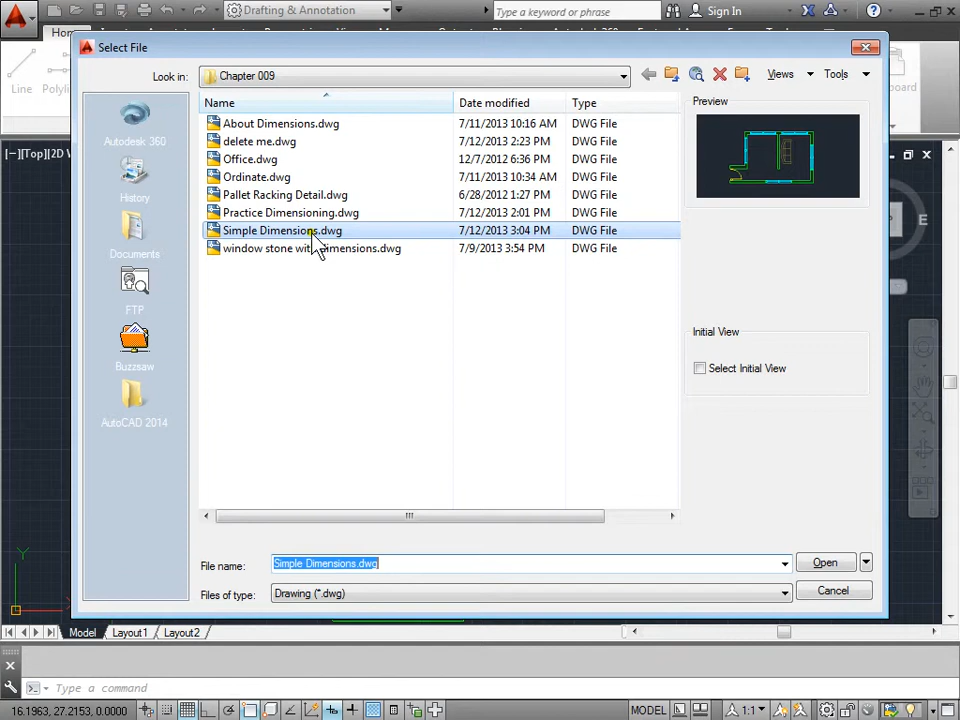 Drafting & Annotation
Type a keyword or phrase
Sign In
Select File
Line
Look in:
Chapter 009
Views
Tools
Name
Date modified
Type
About Dimensions.dwg 7/11/2013 10:16 AM DWG File
delete me.dwg 7/12/2013 2:23 PM DWG File
Office.dwg 12/7/2012 6:36 PM DWG File
Ordinate.dwg 7/11/2013 10:34 AM DWG File
Pallet Racking Detail.dwg 6/28/2012 1:27 PM DWG File
Practice Dimensioning.dwg 7/12/2013 2:01 PM DWG File
Simple Dimensions.dwg 7/12/2013 3:04 PM DWG File
window stone with dimensions.dwg 7/9/2013 3:54 PM DWG File
Autodesk 360
History
Documents
FTP
Buzzsaw
AutoCAD 2014
Preview
Initial View
Select Initial View
File name: Simple Dimensions.dwg
Open
Files of type: Drawing (*.dwg)
Cancel
[−][Top][2D W
E
Y
Model Layout1 Layout2
Type a command
16.1963, 27.2153, 0.0000
MODEL
1:1